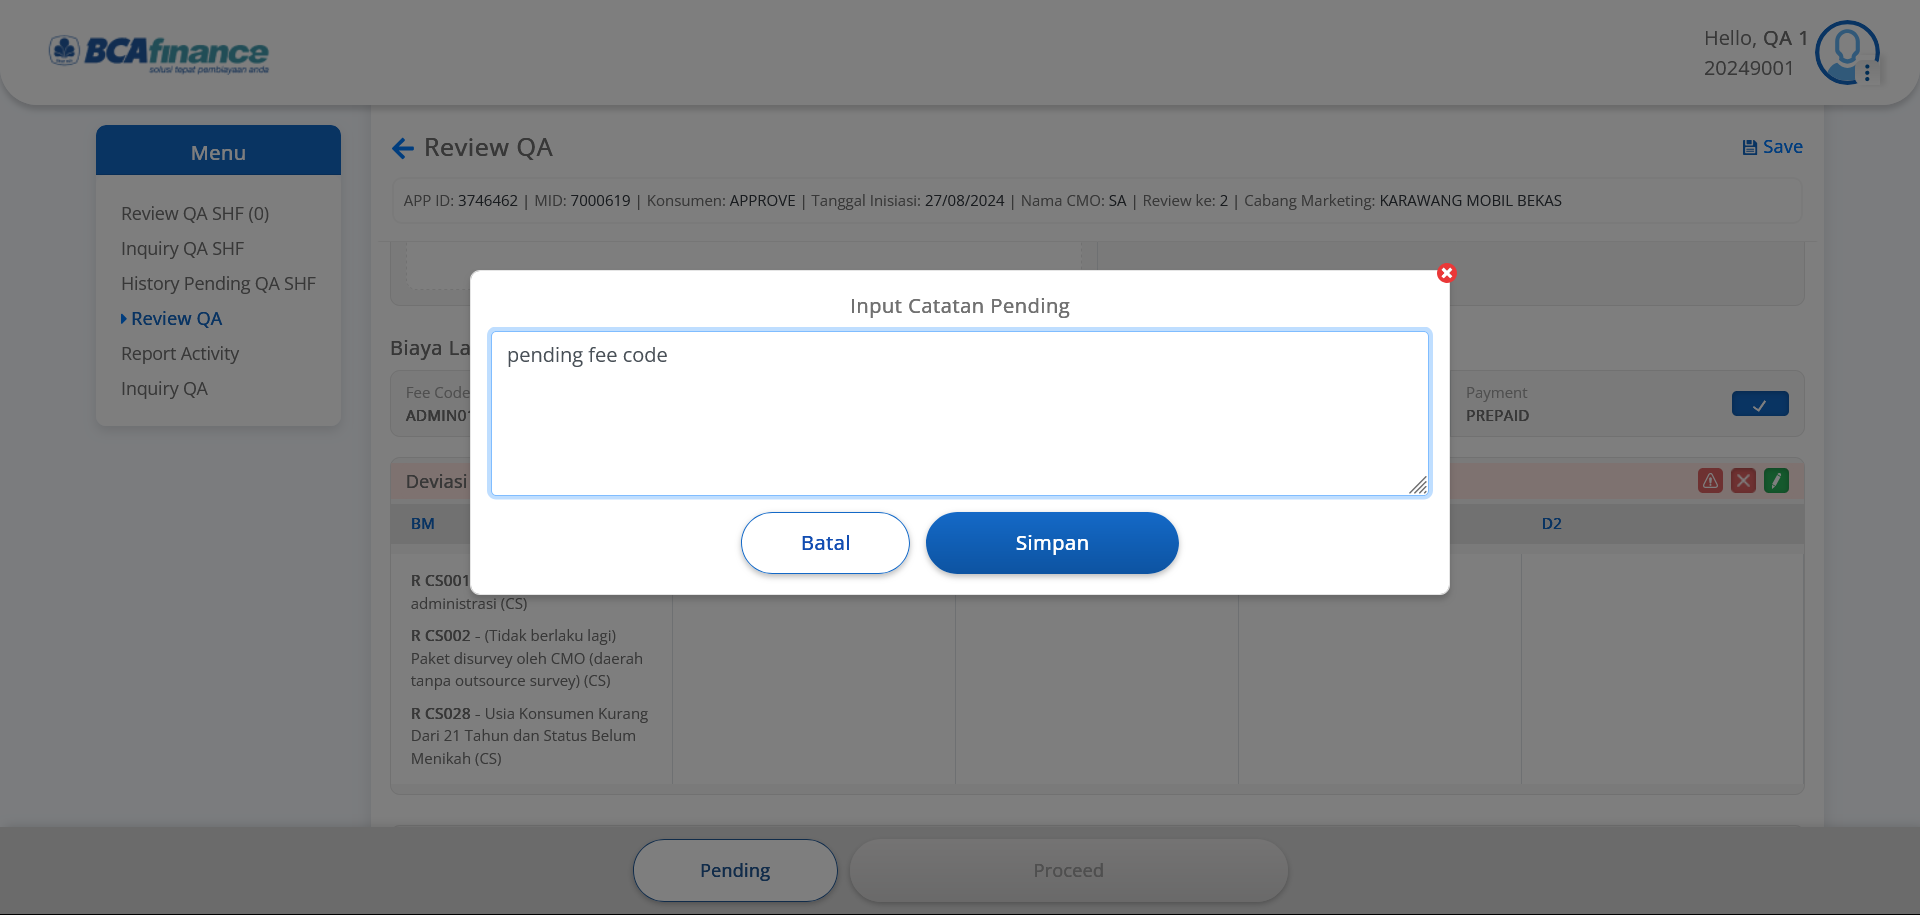 BCAfinance
solusi tepat pembiayaan anda
Hello, QA 1
20249001
Menu
Review QA SHF (0)
Inquiry QA SHF
History Pending QA SHF
Review QA
Report Activity
Inquiry QA
Review QA
Save
APP ID: 3746462 | MID: 7000619 | Konsumen: APPROVE | Tanggal Inisiasi: 27/08/2024 | Nama CMO: SA | Review ke: 2 | Cabang Marketing: KARAWANG MOBIL BEKAS
Input Catatan Pending
pending fee code
Batal
Simpan
Biaya La
Fee Code
ADMIN01
Payment
PREPAID
Deviasi
BM
D2
R CS001
administrasi (CS)
R CS002 - (Tidak berlaku lagi)
Paket disurvey oleh CMO (daerah
tanpa outsource survey) (CS)
R CS028 - Usia Konsumen Kurang
Dari 21 Tahun dan Status Belum
Menikah (CS)
Pending
Proceed